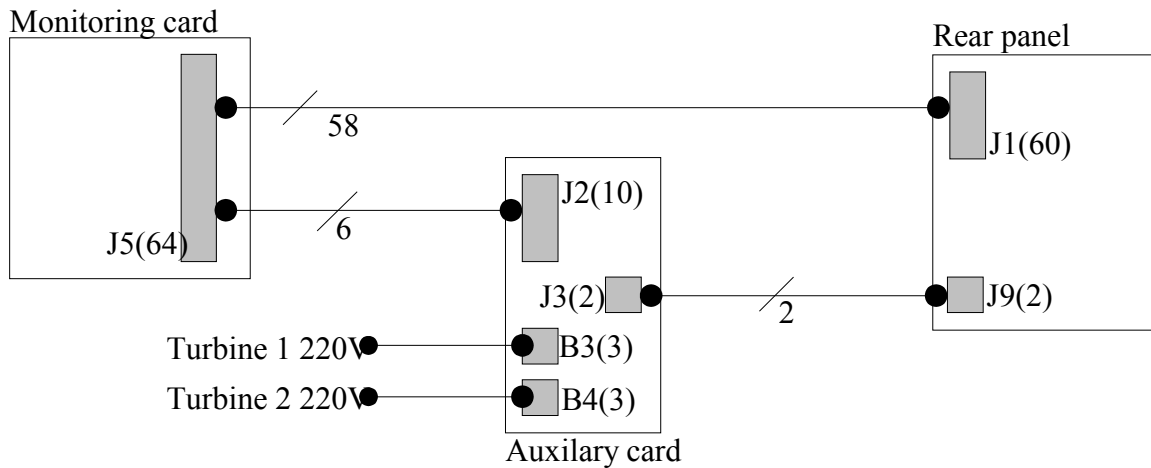 Monitoring card
Rear panel
58
J1(60)
J2(10)
6
J5(64)
J3(2)
2
J9(2)
Turbine 1 220V
B3(3)
Turbine 2 220V
B4(3)
Auxilary card